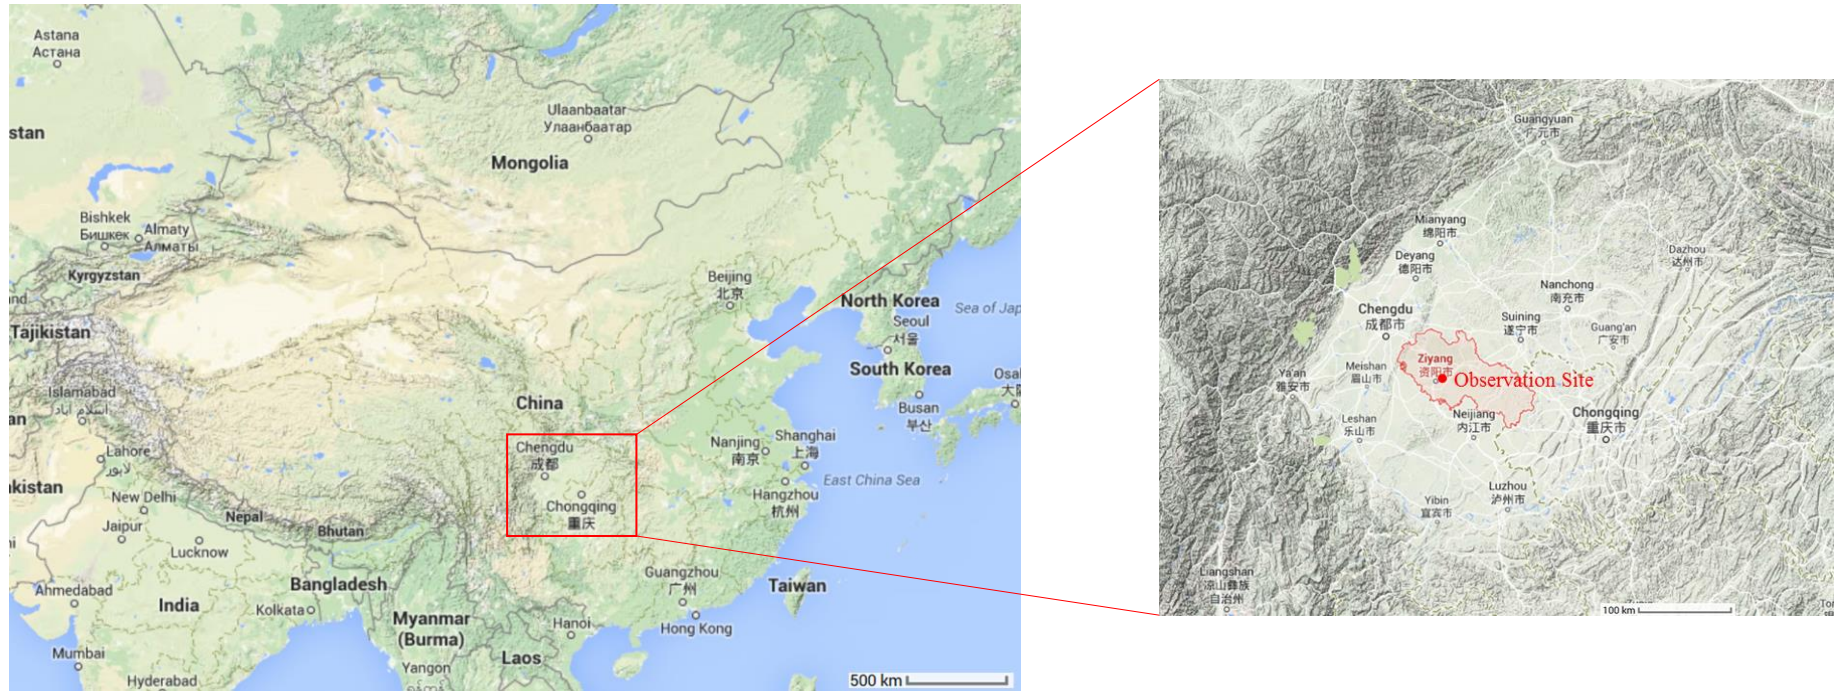 Astana
Астана
stan
Ulaanbaatar
Улаанбаатар
Mongolia
Bishkek
Бишкек
Almaty
Алматы
Kyrgyzstan
Beijing
北京
North Korea
Sea of Jap
Seoul
서울
Tajikistan
South Korea
Osa
Islamabad
اسلام آباد
an
China
Busan
부산
Nanjing
南京
Shanghai
上海
Chengdu
成都
Lahore
لاہور
kistan
East China Sea
New Delhi
Hangzhou
杭州
Chongqing
重庆
Jaipur
Nepal
Bhutan
Lucknow
Guangzhou
广州
Ahmedabad
Bangladesh
Taiwan
India
Kolkata
Myanmar
(Burma)
Hanoi
Hong Kong
Mumbai
Laos
Yangon
Hyderabad
500 km
Guangyuan
广元市
Mianyang
绵阳市
Deyang
德阳市
Dazhou
达州市
Nanchong
南充市
Chengdu
成都市
Suining
遂宁市
Guang'an
广安市
Ziyang
资阳市
Meishan
眉山市
Ya'an
雅安市
Observation Site
Leshan
乐山市
Neijiang
内江市
Chongqing
重庆市
Luzhou
泸州市
Yibin
宜宾市
Liangshan
凉山彝族
自治州
100 km